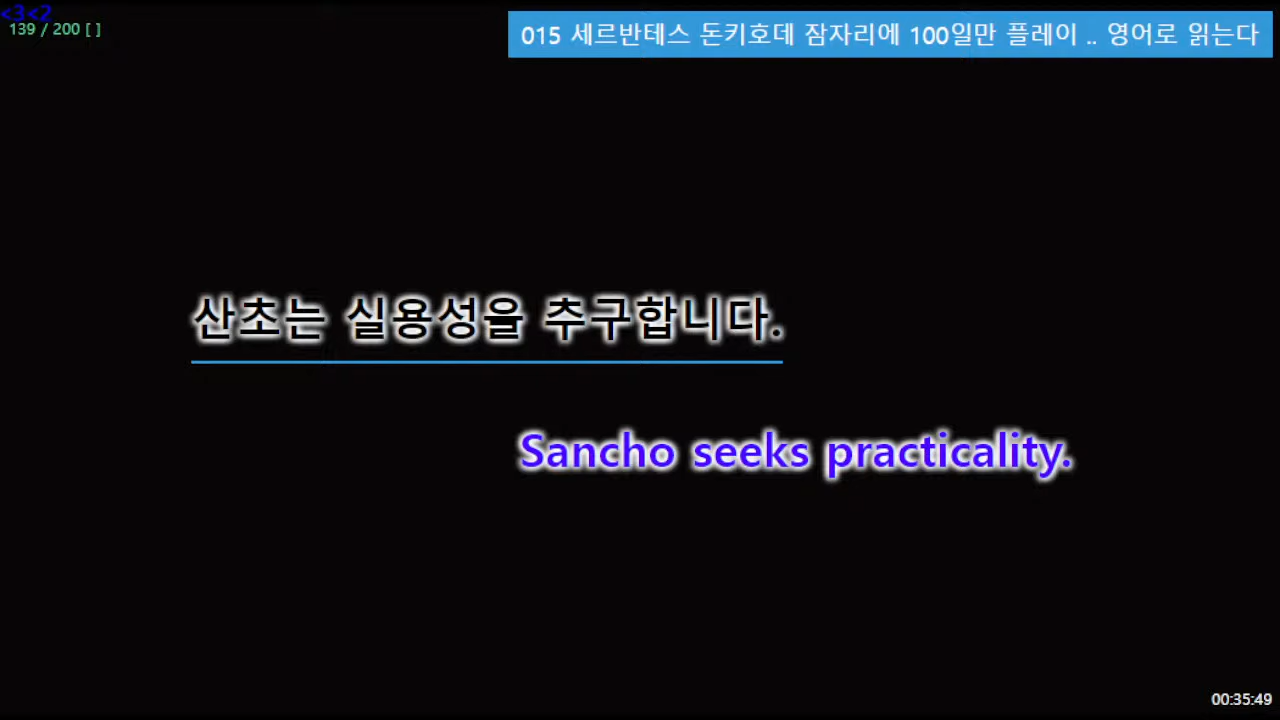 <3<2
139 / 200 [ ]
015 세르반테스 돈키호데 잠자리에 100일만 플레이 .. 영어로 읽는다
산초는 실용성을 추구합니다.
Sancho seeks practicality.
00:35:49